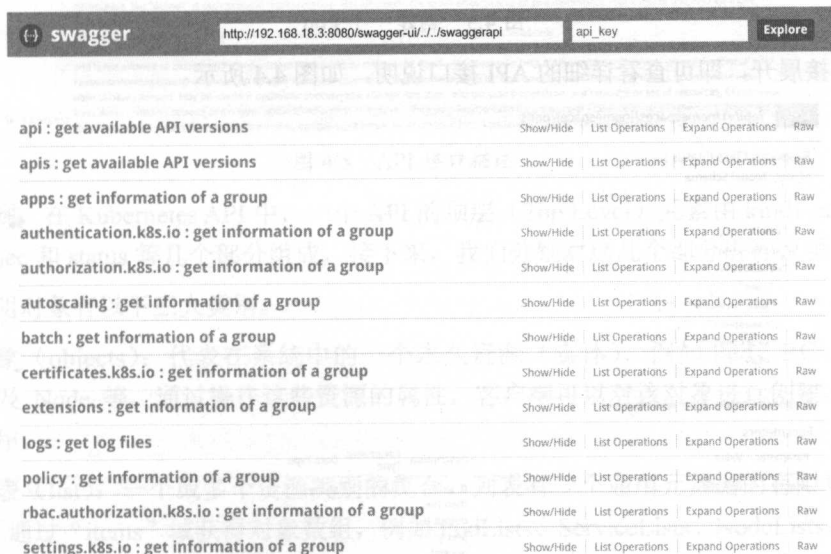 swagger http://192.168.18.3:8080/swagger-ui/../../swaggerapi api_key Explore
api : get available API versions Show/Hide List Operations Expand Operations Raw
apis : get available API versions Show/Hide List Operations Expand Operations Raw
apps : get information of a group Show/Hide List Operations Expand Operations Raw
authentication.k8s.io : get information of a group Show/Hide List Operations Expand Operations Raw
authorization.k8s.io : get information of a group Show/Hide List Operations Expand Operations Raw
autoscaling : get information of a group Show/Hide List Operations Expand Operations Raw
batch : get information of a group Show/Hide List Operations Expand Operations Raw
certificates.k8s.io : get information of a group Show/Hide List Operations Expand Operations Raw
extensions : get information of a group Show/Hide List Operations Expand Operations Raw
logs : get log files Show/Hide List Operations Expand Operations Raw
policy : get information of a group Show/Hide List Operations Expand Operations Raw
rbac.authorization.k8s.io : get information of a group Show/Hide List Operations Expand Operations Raw
settings.k8s.io : get information of a group Show/Hide List Operations Expand Operations Raw